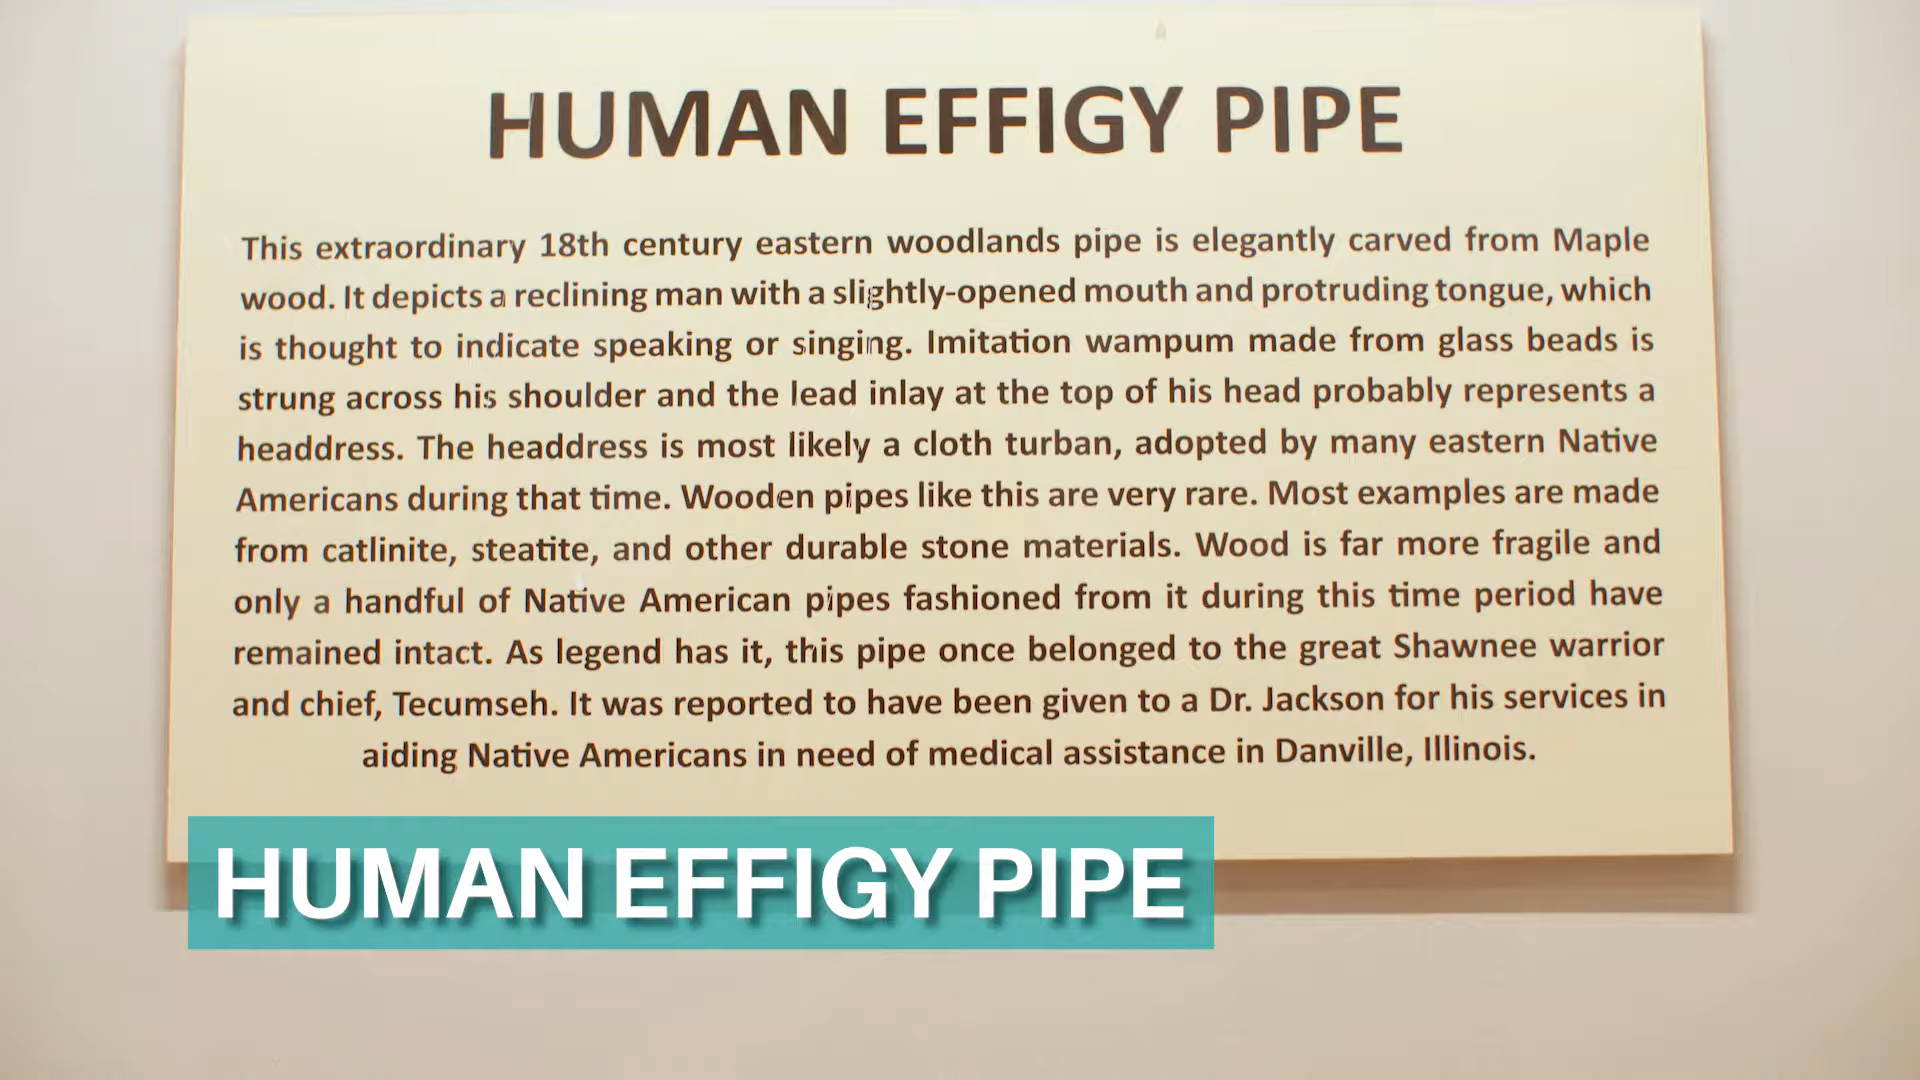 HUMAN EFFIGY PIPE
This extraordinary 18th century eastern woodlands pipe is elegantly carved from Maple
wood. It depicts a reclining man with a slightly-opened mouth and protruding tongue, which
is thought to indicate speaking or singing. Imitation wampum made from glass beads is
strung across his shoulder and the lead inlay at the top of his head probably represents a
headdress. The headdress is most likely a cloth turban, adopted by many eastern Native
Americans during that time. Wooden pipes like this are very rare. Most examples are made
from catlinite, steatite, and other durable stone materials. Wood is far more fragile and
only a handful of Native American pipes fashioned from it during this time period have
remained intact. As legend has it, this pipe once belonged to the great Shawnee warrior
and chief, Tecumseh. It was reported to have been given to a Dr. Jackson for his services in
aiding Native Americans in need of medical assistance in Danville, Illinois.
HUMAN EFFIGY PIPE